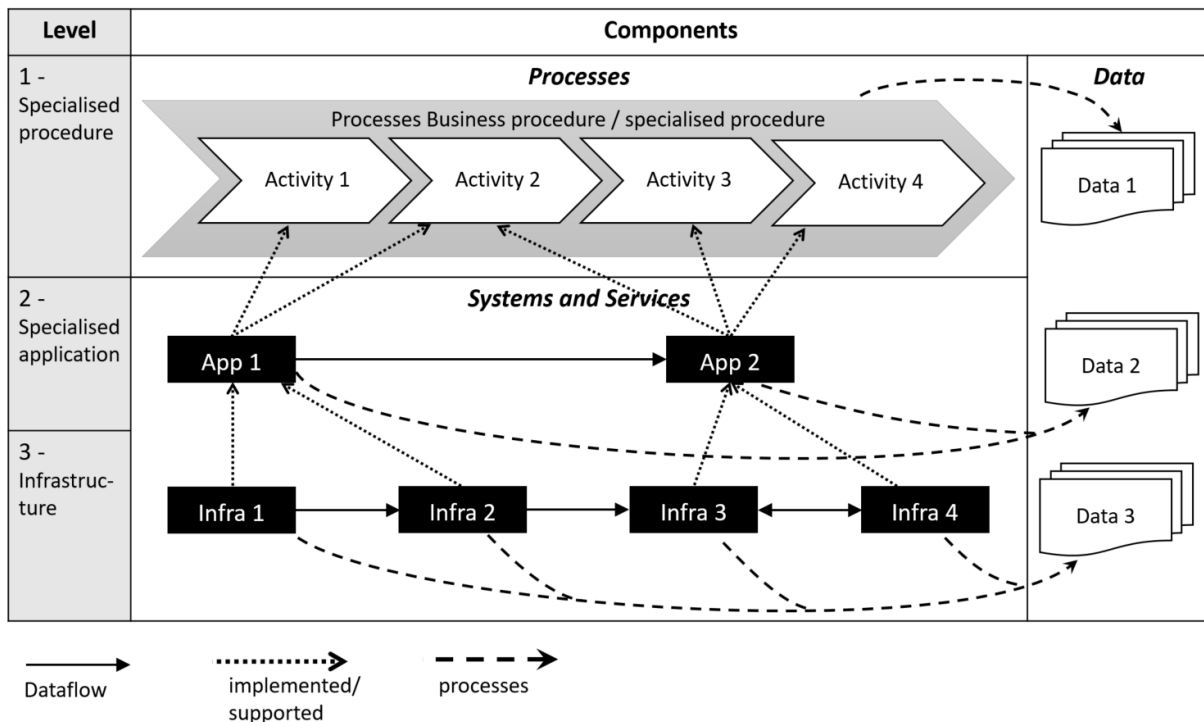 Level
Components
1 -
Specialised
procedure
Processes
Data
Processes Business procedure / specialised procedure
Activity 1
Activity 2
Activity 3
Activity 4
Data 1
2 -
Specialised
application
Systems and Services
App 1
App 2
Data 2
3 -
Infrastruc-
ture
Infra 1
Infra 2
Infra 3
Infra 4
Data 3
Dataflow
implemented/
supported
processes